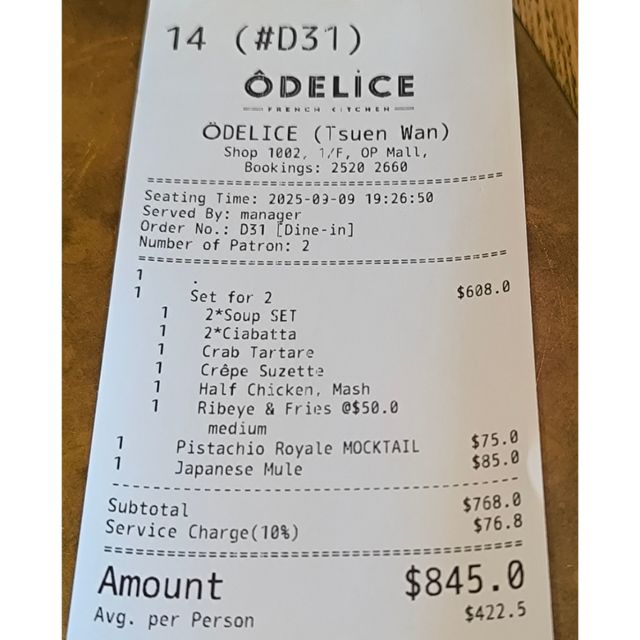 14 (#D31)
ÔDELICE
FRENCH KITCHEN
ÖDELICE (Tsuen Wan)
Shop 1002, 1/F, OP Mall,
Bookings: 2520 2660
Seating Time: 2025-09-09 19:26:50
Served By: manager
Order No.: D31 [Dine-in]
Number of Patron: 2
1 .
1 Set for 2 $608.0
1 2*Soup SET
1 2*Ciabatta
1 Crab Tartare
1 Crêpe Suzette
1 Half Chicken, Mash
1 Ribeye & Fries @$50.0
medium
1 Pistachio Royale MOCKTAIL $75.0
1 Japanese Mule $85.0
Subtotal $768.0
Service Charge(10%) $76.8
Amount $845.0
Avg. per Person $422.5